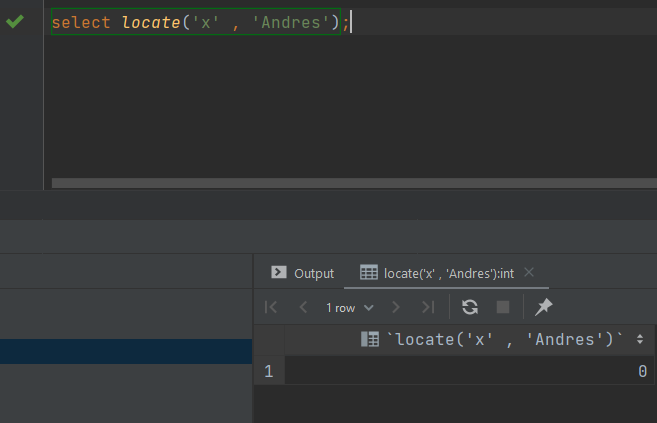 select locate('x' , 'Andres');
Output locate('x' , 'Andres'):int
1 row
`locate('x' , 'Andres')`
1 0